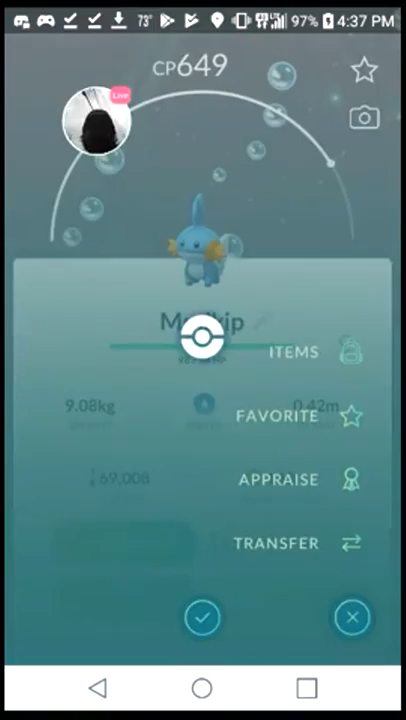 73° 97% 4:37 PM
CP649
Live
Mudkip
ITEMS
9.08kg 0.42m
FAVORITE
69,008
APPRAISE
TRANSFER